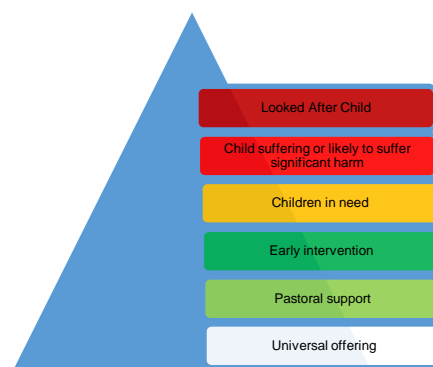 Looked After Child
Child suffering or likely to suffer
significant harm
Children in need
Early intervention
Pastoral support
Universal offering